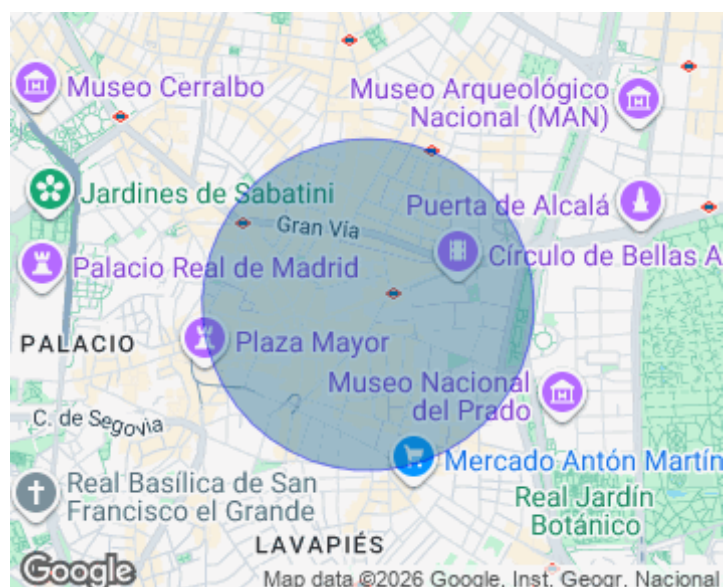 Museo Cerralbo
Museo Arqueológico
Nacional (MAN)
Jardines de Sabatini
Puerta de Alcalá
Gran Vía
Círculo de Bellas A
Palacio Real de Madrid
PALACIO
Plaza Mayor
Museo Nacional
del Prado
C. de Segovia
Mercado Antón Martín
Real Basílica de San
Francisco el Grande
Real Jardín
Botánico
LAVAPIÉS
Google
Map data ©2026 Google, Inst. Geogr. Nacional